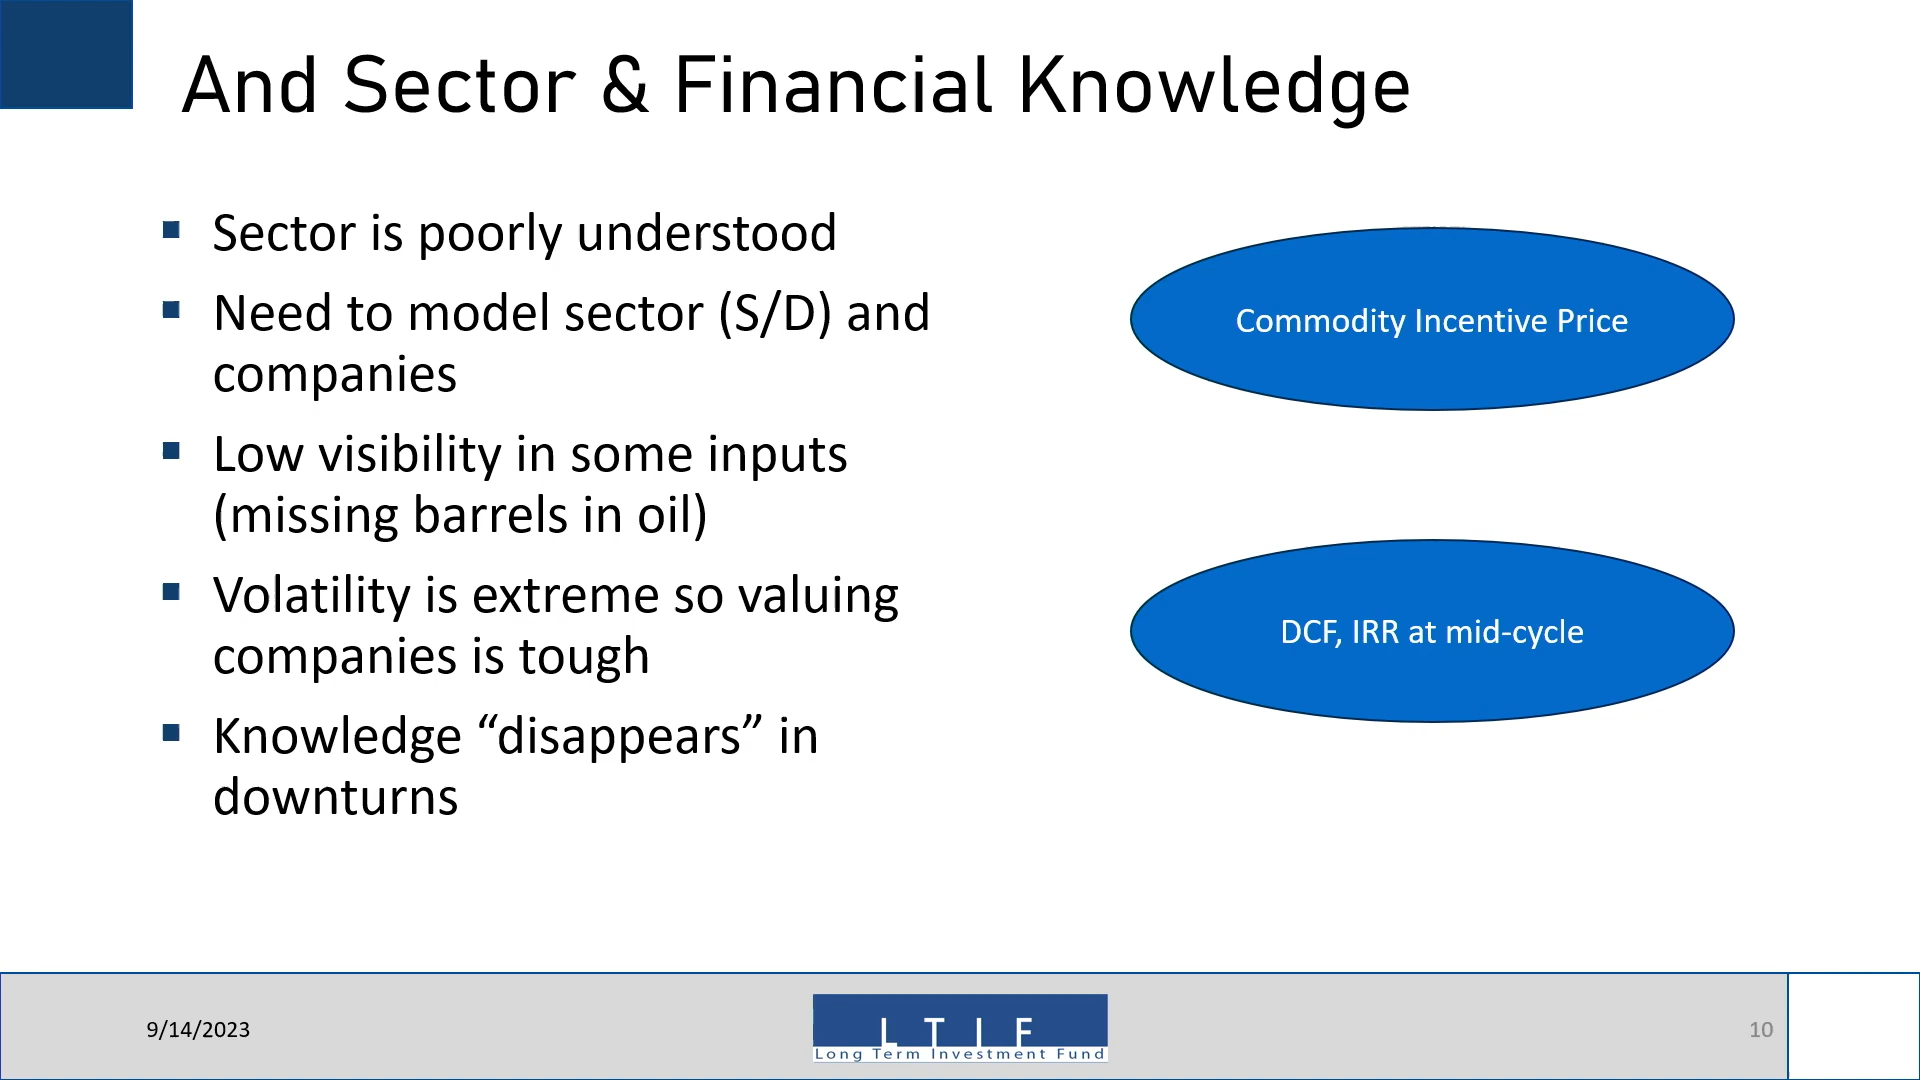 And Sector & Financial Knowledge
Sector is poorly understood
Need to model sector (S/D) and
companies
Low visibility in some inputs
(missing barrels in oil)
Volatility is extreme so valuing
companies is tough
Knowledge “disappears” in
downturns
Commodity Incentive Price
DCF, IRR at mid-cycle
9/14/2023
L T I F
Long Term Investment Fund
10